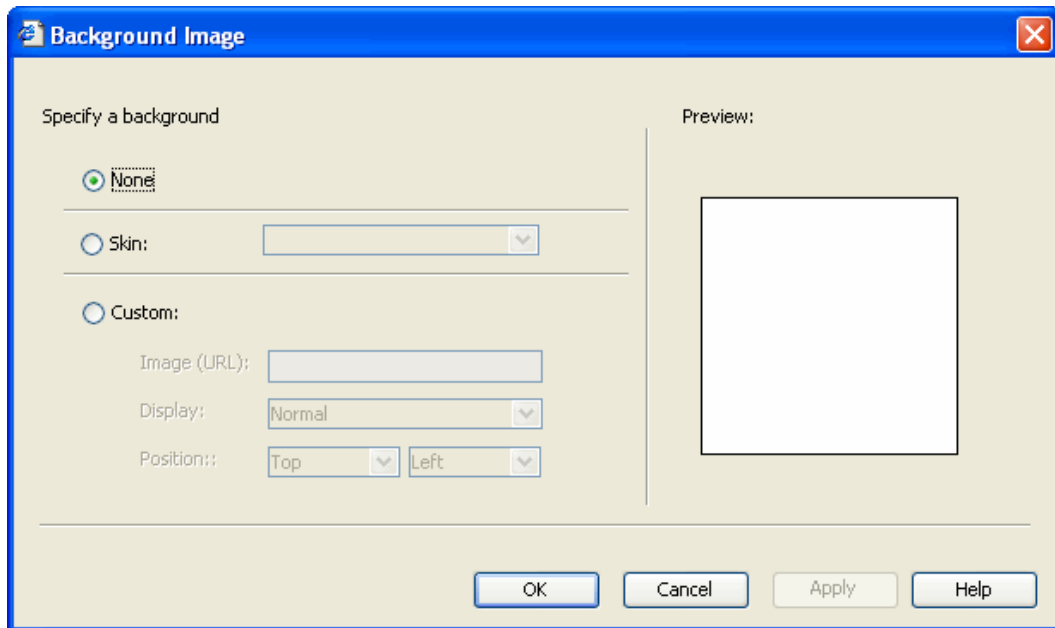 Background Image
Specify a background
Preview:
None
Skin:
Custom:
Image (URL):
Display: Normal
Position:: Top Left
OK Cancel Apply Help